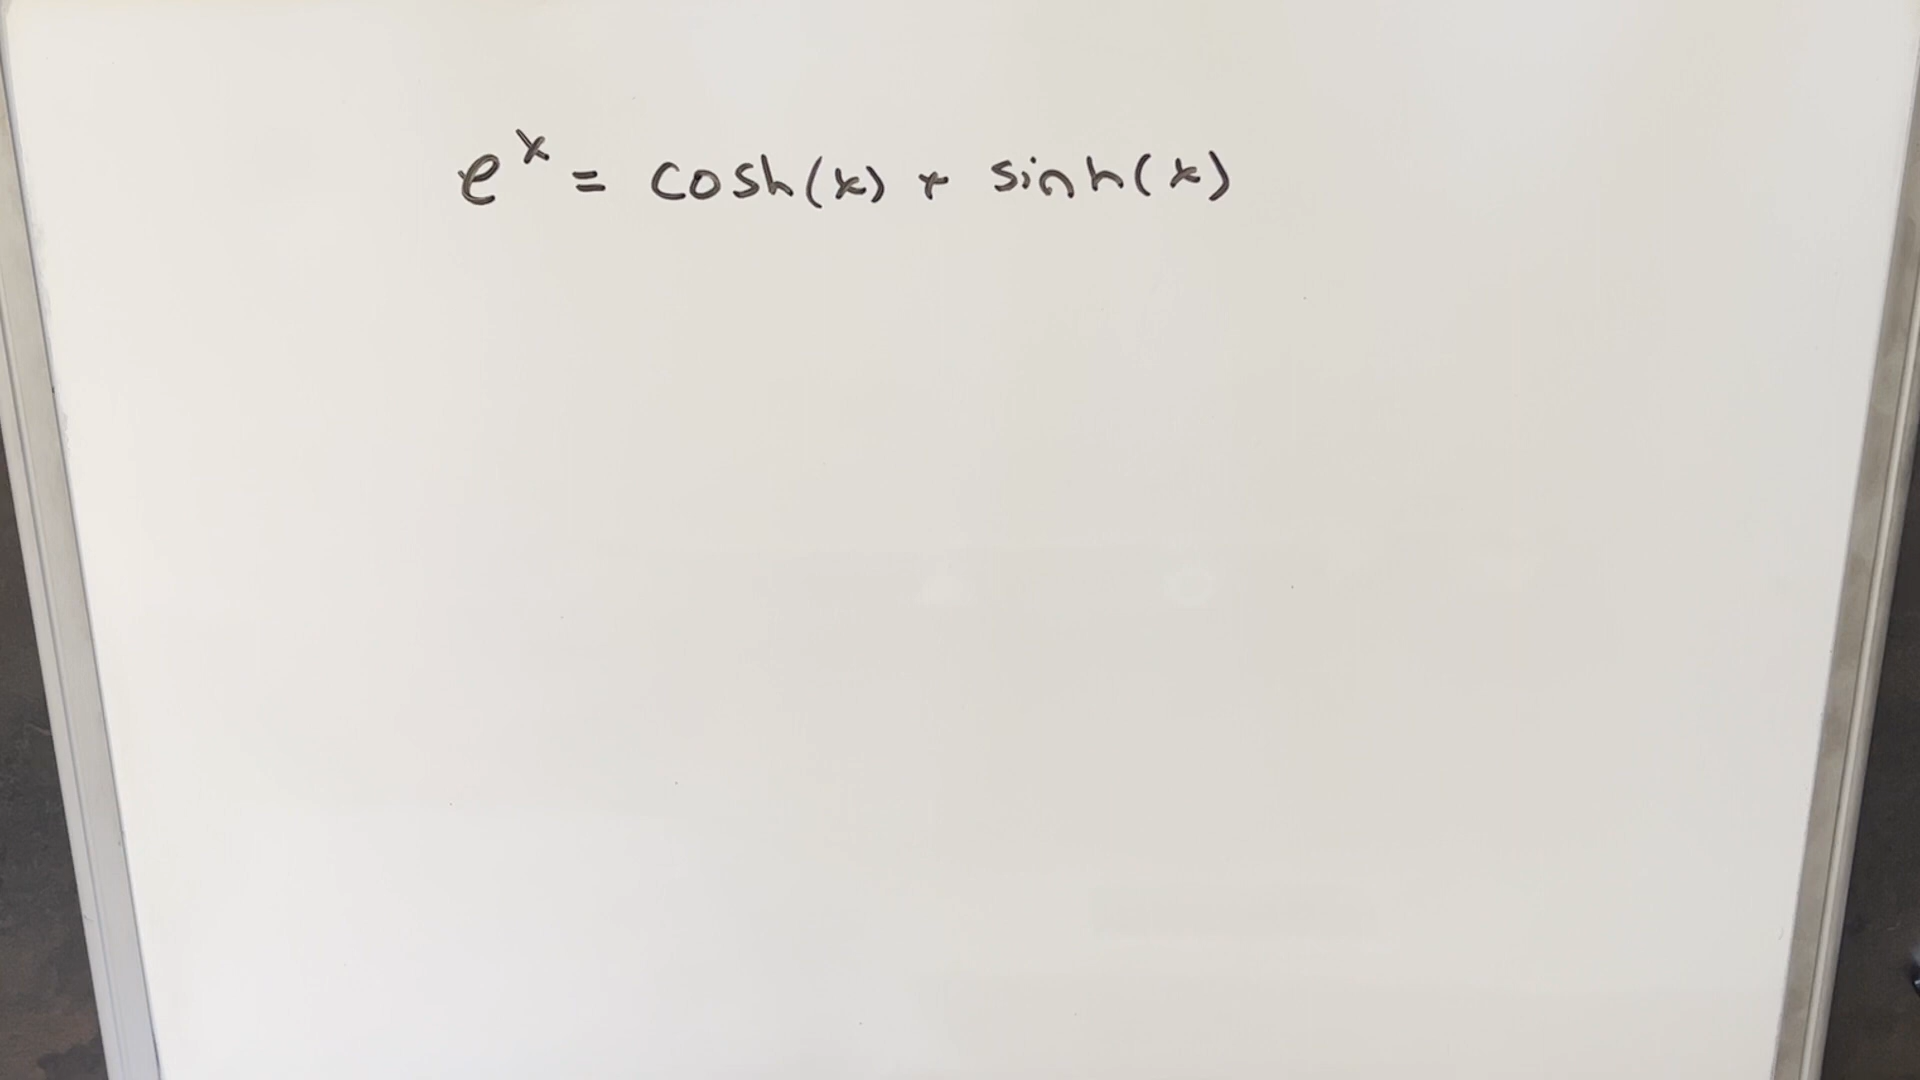 e^x = cosh(x) + sinh(x)